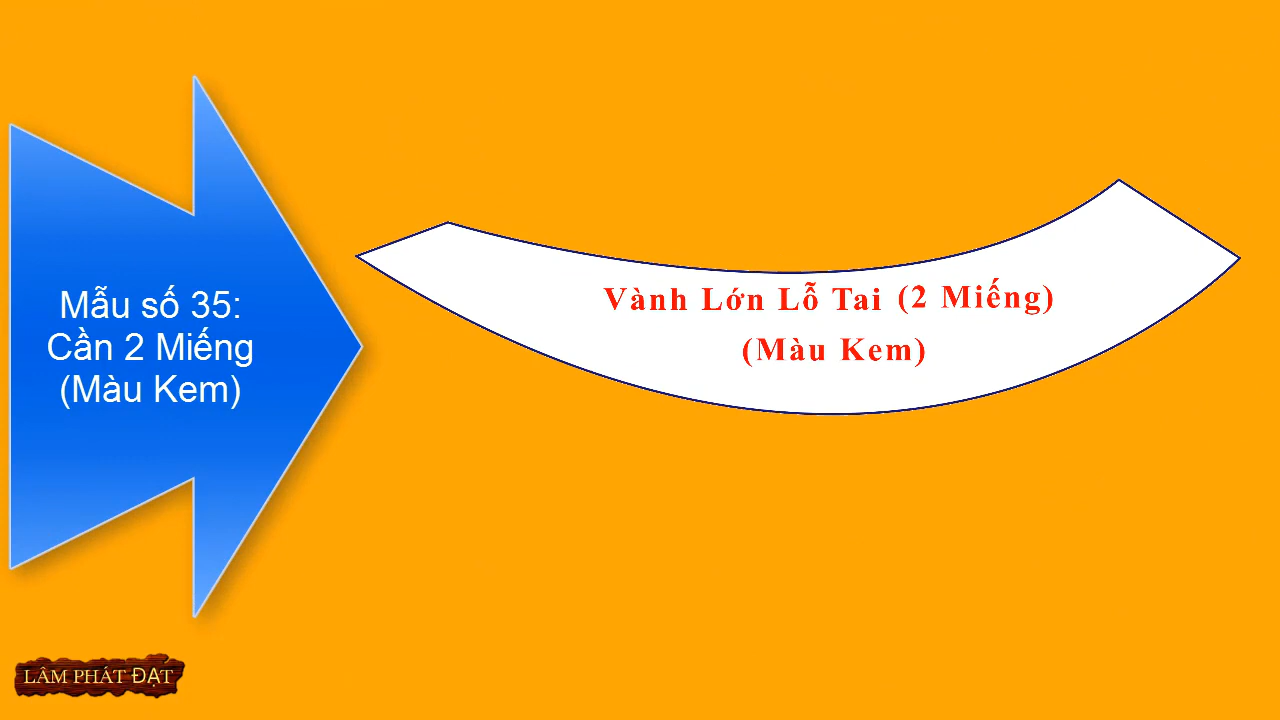 Mẫu số 35:
Cần 2 Miếng
(Màu Kem)
Vành Lớn Lỗ Tai (2 Miếng)
(Màu Kem)
LÂM PHÁT ĐẠT